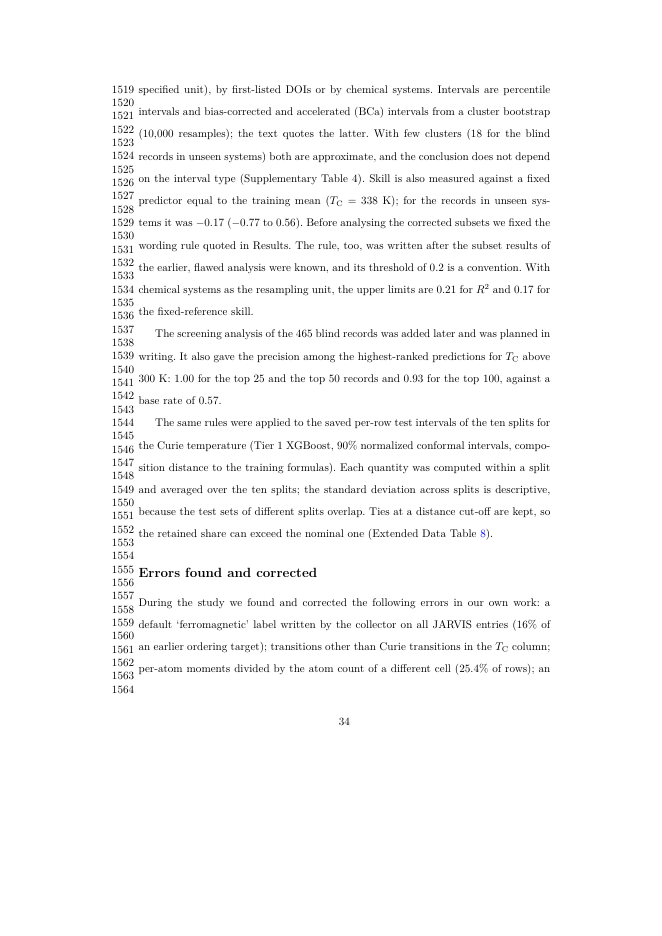 1519 specified unit), by first-listed DOIs or by chemical systems. Intervals are percentile
1520
1521 intervals and bias-corrected and accelerated (BCa) intervals from a cluster bootstrap
1522 (10,000 resamples); the text quotes the latter. With few clusters (18 for the blind
1523
1524 records in unseen systems) both are approximate, and the conclusion does not depend
1525
1526 on the interval type (Supplementary Table 4). Skill is also measured against a fixed
1527 predictor equal to the training mean (TC = 338 K); for the records in unseen sys-
1528
1529 tems it was −0.17 (−0.77 to 0.56). Before analysing the corrected subsets we fixed the
1530
1531 wording rule quoted in Results. The rule, too, was written after the subset results of
1532 the earlier, flawed analysis were known, and its threshold of 0.2 is a convention. With
1533
1534 chemical systems as the resampling unit, the upper limits are 0.21 for R² and 0.17 for
1535
1536 the fixed-reference skill.
1537 The screening analysis of the 465 blind records was added later and was planned in
1538
1539 writing. It also gave the precision among the highest-ranked predictions for TC above
1540
1541 300 K: 1.00 for the top 25 and the top 50 records and 0.93 for the top 100, against a
1542 base rate of 0.57.
1543
1544 The same rules were applied to the saved per-row test intervals of the ten splits for
1545
1546 the Curie temperature (Tier 1 XGBoost, 90% normalized conformal intervals, compo-
1547 sition distance to the training formulas). Each quantity was computed within a split
1548
1549 and averaged over the ten splits; the standard deviation across splits is descriptive,
1550
1551 because the test sets of different splits overlap. Ties at a distance cut-off are kept, so
1552 the retained share can exceed the nominal one (Extended Data Table 8).
1553
1554
1555 Errors found and corrected
1556
1557 During the study we found and corrected the following errors in our own work: a
1558
1559 default ‘ferromagnetic’ label written by the collector on all JARVIS entries (16% of
1560
1561 an earlier ordering target); transitions other than Curie transitions in the TC column;
1562 per-atom moments divided by the atom count of a different cell (25.4% of rows); an
1563
1564
34